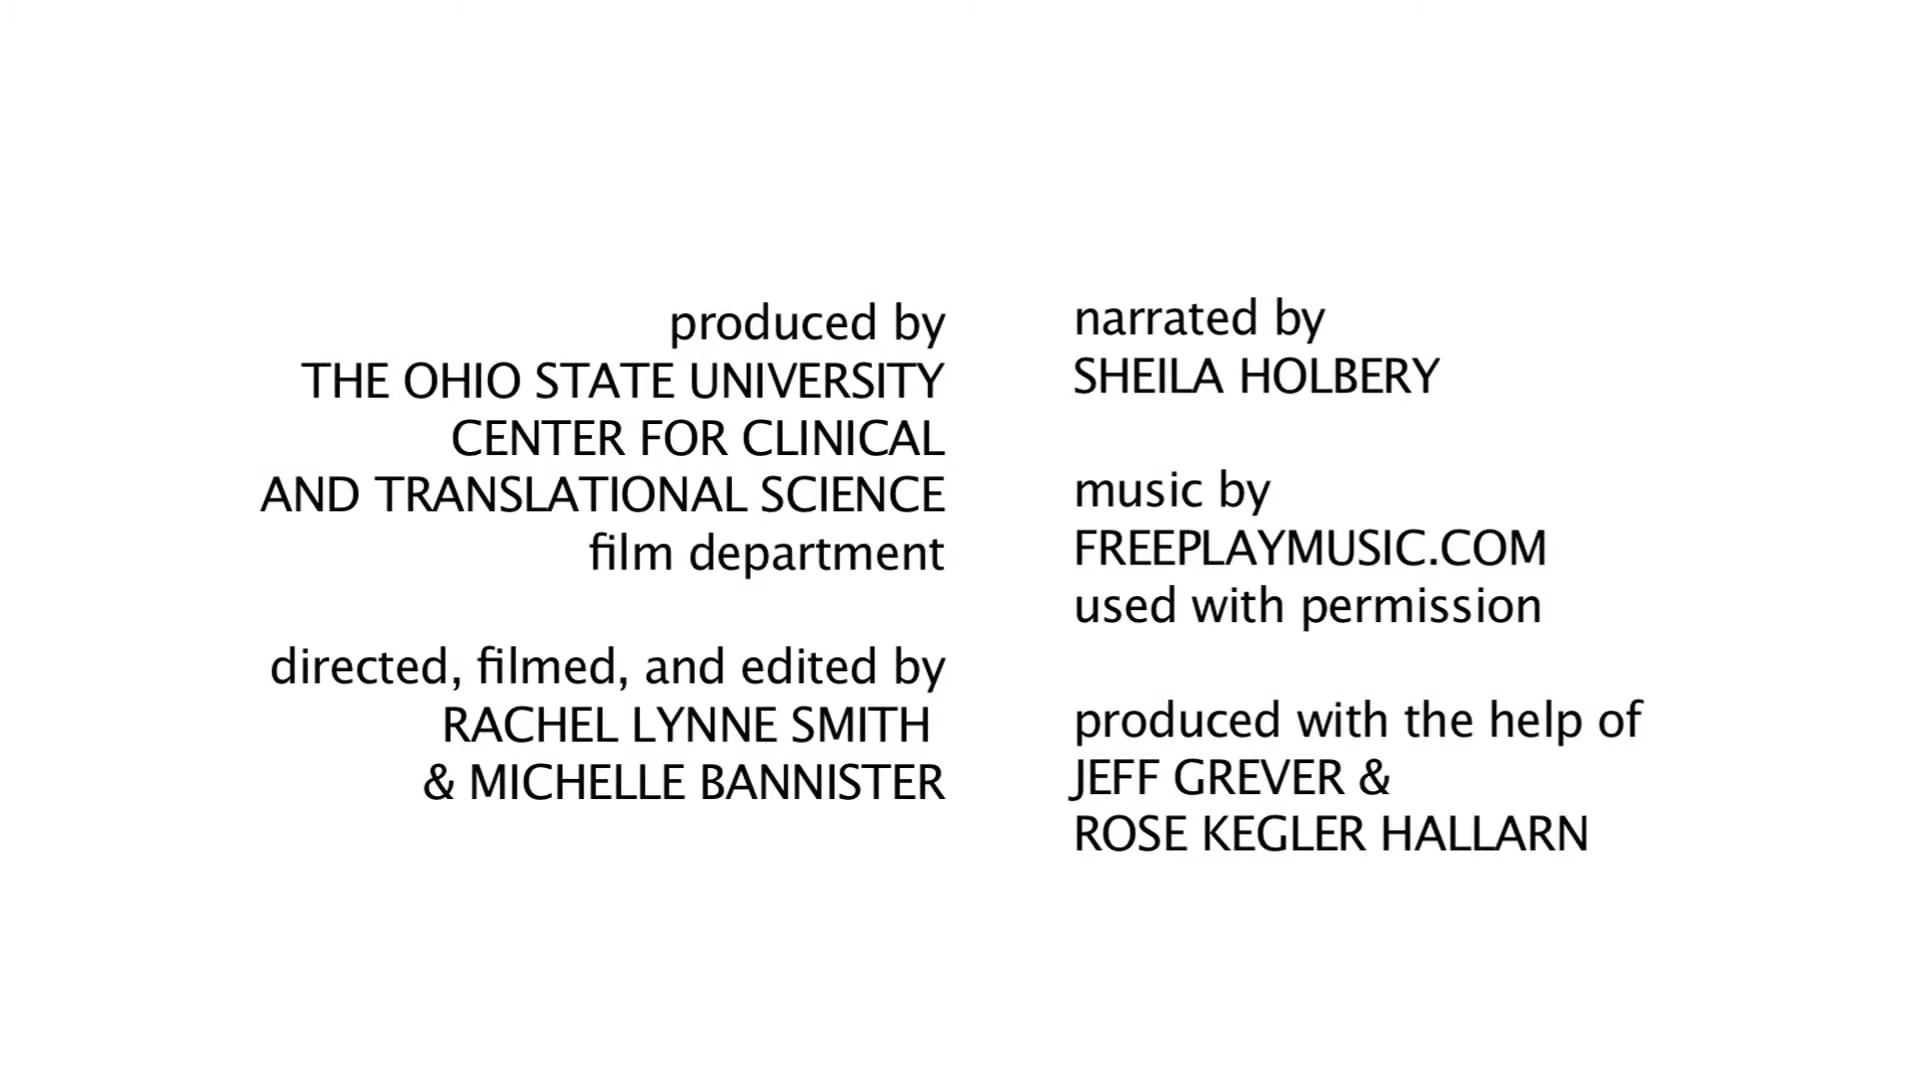 produced by
THE OHIO STATE UNIVERSITY
CENTER FOR CLINICAL
AND TRANSLATIONAL SCIENCE
film department
directed, filmed, and edited by
RACHEL LYNNE SMITH
& MICHELLE BANNISTER
narrated by
SHEILA HOLBERY
music by
FREEPLAYMUSIC.COM
used with permission
produced with the help of
JEFF GREVER &
ROSE KEGLER HALLARN